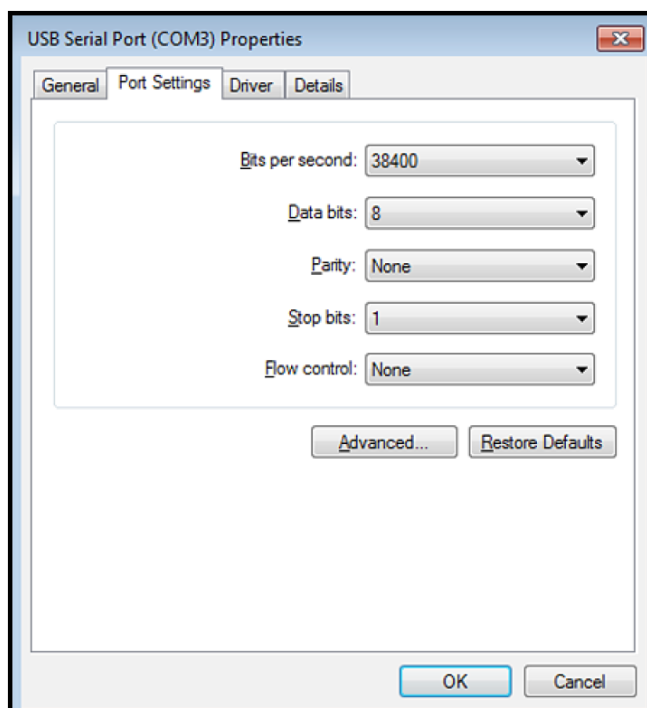 USB Serial Port (COM3) Properties
General Port Settings Driver Details
Bits per second: 38400
Data bits: 8
Parity: None
Stop bits: 1
Flow control: None
Advanced... Restore Defaults
OK Cancel